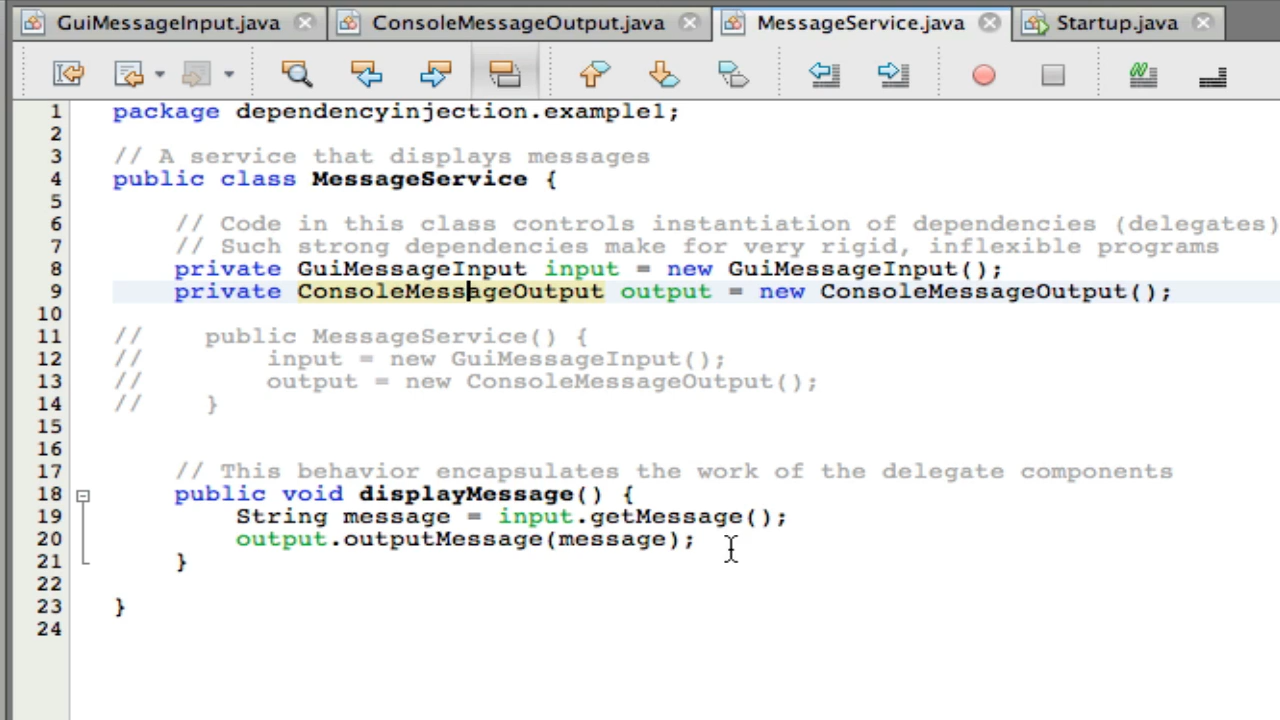 GuiMessageInput.java ConsoleMessageOutput.java MessageService.java Startup.java
1 package dependencyinjection.example1;
2
3 // A service that displays messages
4 public class MessageService {
5
6 // Code in this class controls instantiation of dependencies (delegates)
7 // Such strong dependencies make for very rigid, inflexible programs
8 private GuiMessageInput input = new GuiMessageInput();
9 private ConsoleMessageOutput output = new ConsoleMessageOutput();
10
11 // public MessageService() {
12 // input = new GuiMessageInput();
13 // output = new ConsoleMessageOutput();
14 // }
15
16
17 // This behavior encapsulates the work of the delegate components
18 public void displayMessage() {
19 String message = input.getMessage();
20 output.outputMessage(message);
21 }
22
23 }
24